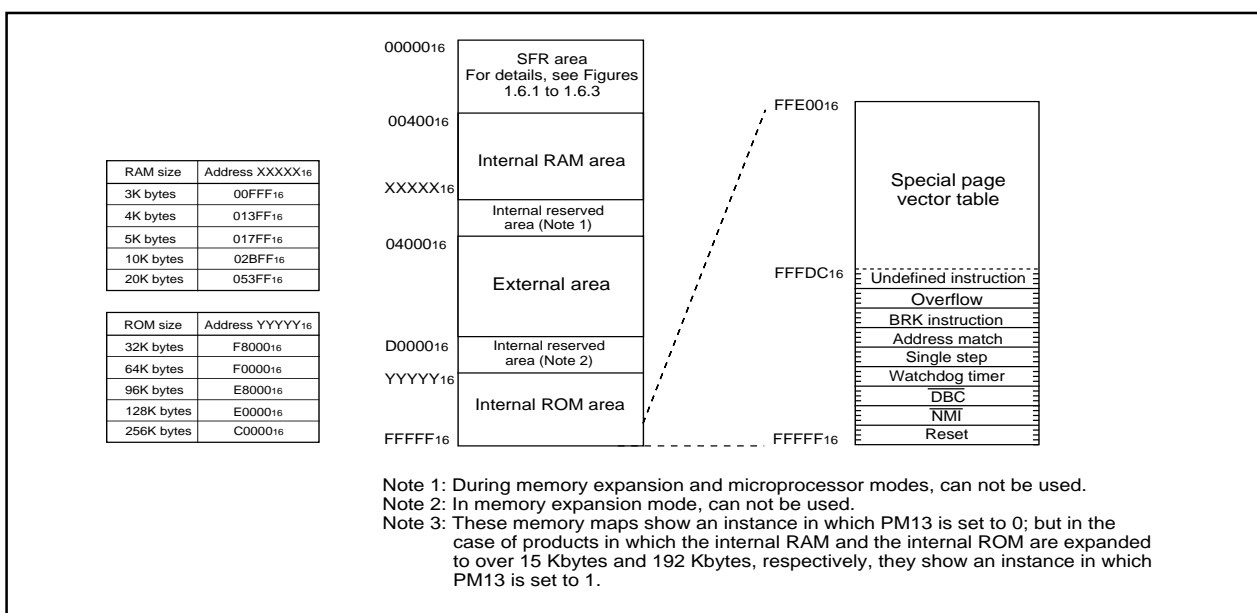 RAM size Address XXXXX16
3K bytes 00FFF16
4K bytes 013FF16
5K bytes 017FF16
10K bytes 02BFF16
20K bytes 053FF16
ROM size Address YYYYY16
32K bytes F800016
64K bytes F000016
96K bytes E800016
128K bytes E000016
256K bytes C000016
0000016
SFR area
For details, see Figures
1.6.1 to 1.6.3
0040016
Internal RAM area
XXXXX16
Internal reserved
area (Note 1)
0400016
External area
D000016
Internal reserved
area (Note 2)
YYYYY16
Internal ROM area
FFFFF16
FFE0016
Special page
vector table
FFFDC16
Undefined instruction
Overflow
BRK instruction
Address match
Single step
Watchdog timer
DBC
NMI
Reset
FFFFF16
Note 1: During memory expansion and microprocessor modes, can not be used.
Note 2: In memory expansion mode, can not be used.
Note 3: These memory maps show an instance in which PM13 is set to 0; but in the
case of products in which the internal RAM and the internal ROM are expanded
to over 15 Kbytes and 192 Kbytes, respectively, they show an instance in which
PM13 is set to 1.